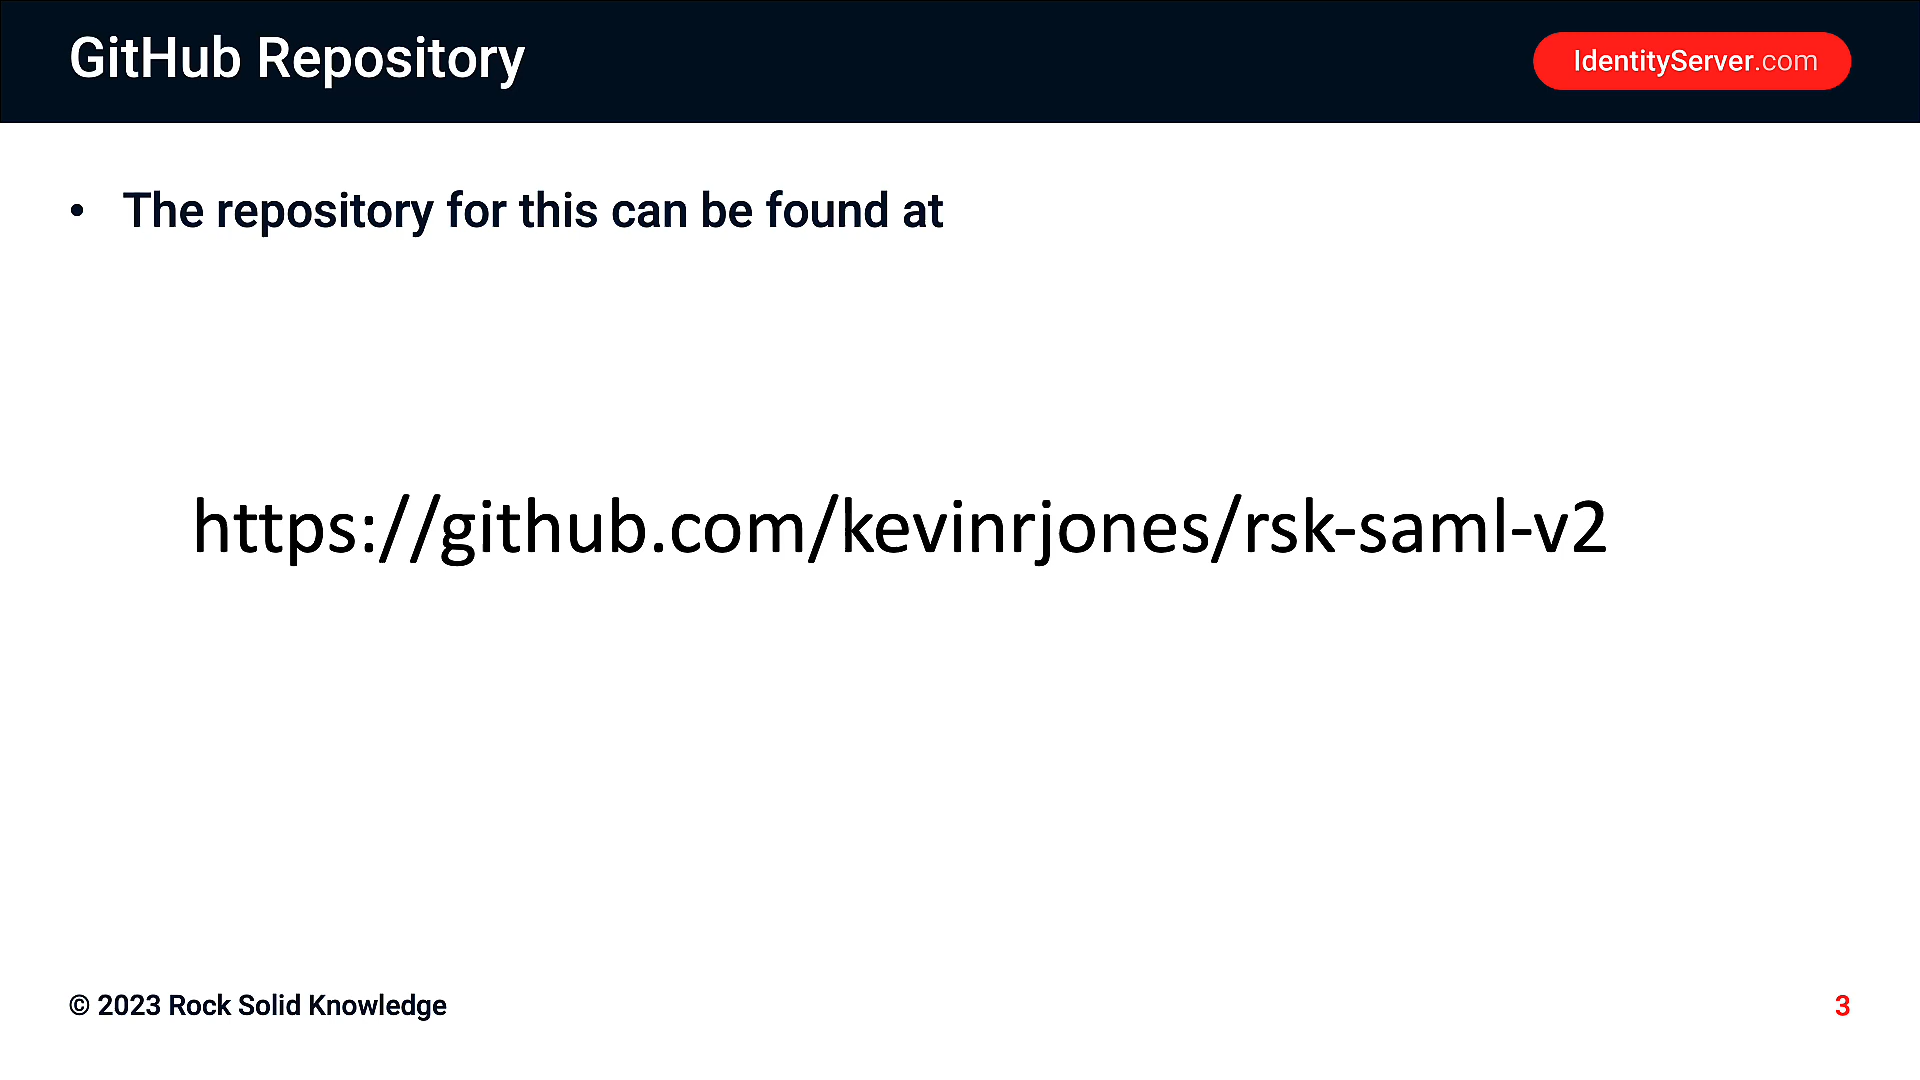 GitHub Repository
IdentityServer.com
• The repository for this can be found at
https://github.com/kevinrjones/rsk-saml-v2
© 2023 Rock Solid Knowledge
3